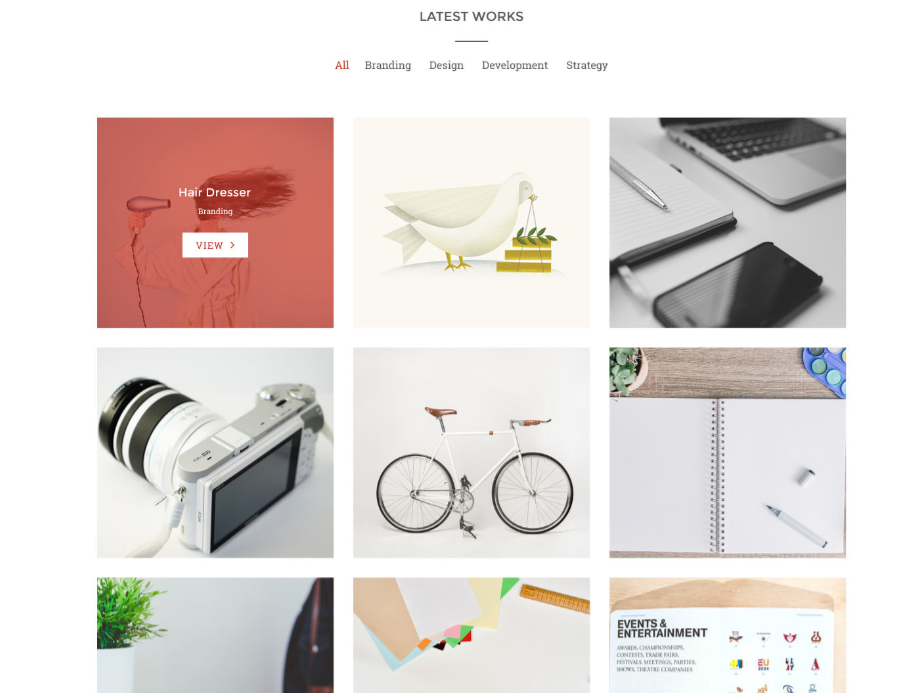 LATEST WORKS
All Branding Design Development Strategy
Hair Dresser
Branding
VIEW >
EVENTS &
ENTERTAINMENT
AWARDS, CHAMPIONSHIPS,
CONTESTS, TRADE FAIRS,
FESTIVALS, MEETINGS, PARTIES,
SHOWS, THEATRE COMPANIES